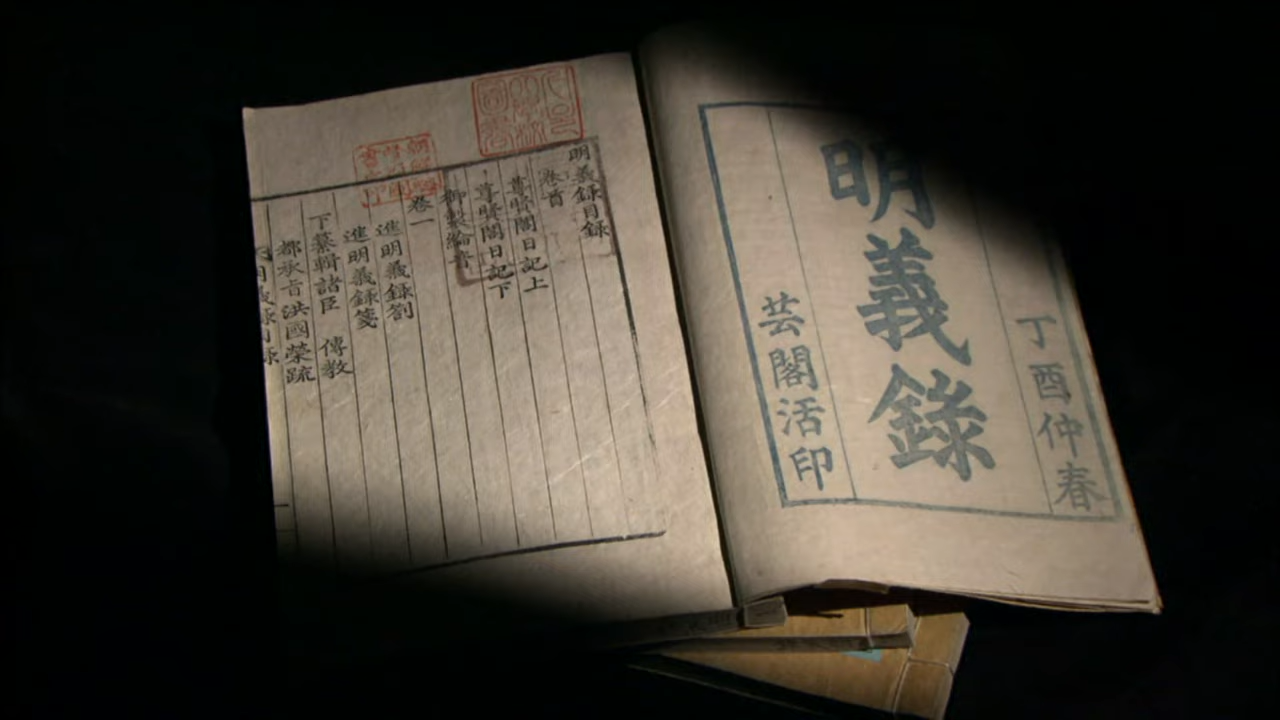 丁酉仲春
明義錄
芸閣活印
明義錄目錄
卷首
尊賢閣日記上
尊賢閣日記下
御製綸音
卷一
進明義錄劄
進明義錄箋
下纂輯諸臣 傳教
都承旨洪國榮疏